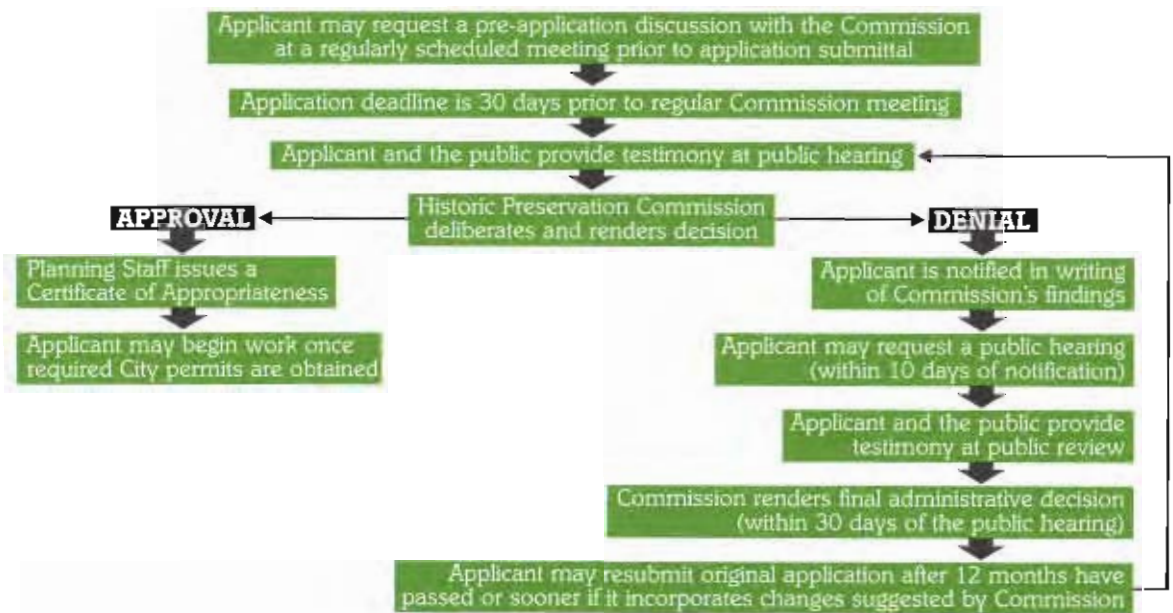 Applicant may request a pre-application discussion with the Commission
at a regularly scheduled meeting prior to application submittal
Application deadline is 30 days prior to regular Commission meeting
Applicant and the public provide testimony at public hearing
Historic Preservation Commission
deliberates and renders decision
APPROVAL
Planning Staff issues a
Certificate of Appropriateness
Applicant may begin work once
required City permits are obtained
DENIAL
Applicant is notified in writing
of Commission's findings
Applicant may request a public hearing
(within 10 days of notification)
Applicant and the public provide
testimony at public review
Commission renders final administrative decision
(within 30 days of the public hearing)
Applicant may resubmit original application after 12 months have
passed or sooner if it incorporates changes suggested by Commission